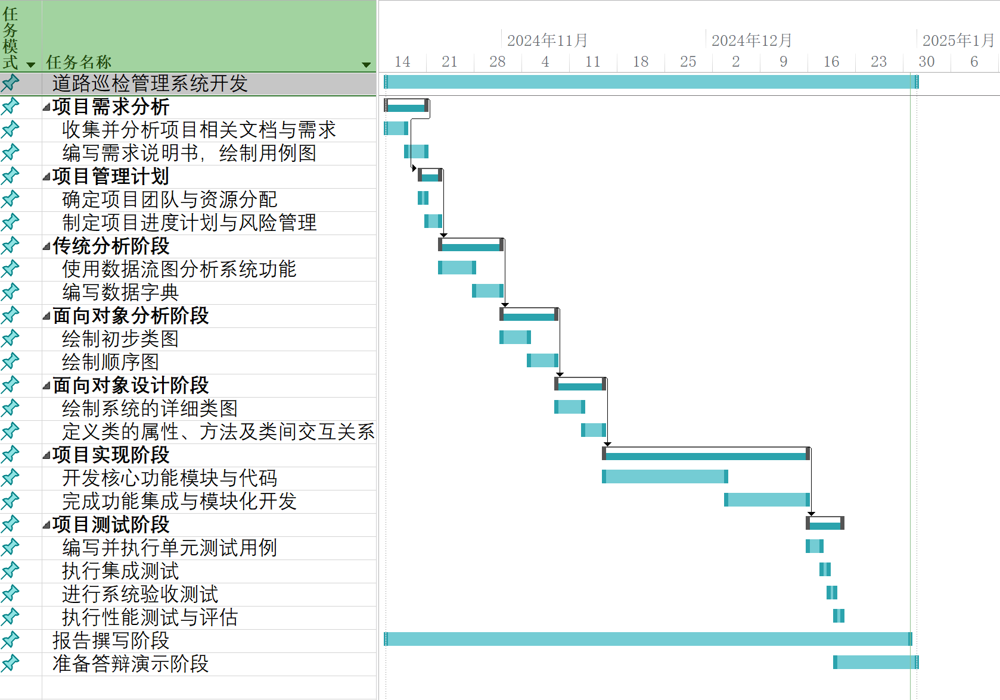 任务模式
任务名称
2024年11月 2024年12月 2025年1月
14 21 28 4 11 18 25 2 9 16 23 30 6
道路巡检管理系统开发
项目需求分析
收集并分析项目相关文档与需求
编写需求说明书，绘制用例图
项目管理计划
确定项目团队与资源分配
制定项目进度计划与风险管理
传统分析阶段
使用数据流图分析系统功能
编写数据字典
面向对象分析阶段
绘制初步类图
绘制顺序图
面向对象设计阶段
绘制系统的详细类图
定义类的属性、方法及类间交互关系
项目实现阶段
开发核心功能模块与代码
完成功能集成与模块化开发
项目测试阶段
编写并执行单元测试用例
执行集成测试
进行系统验收测试
执行性能测试与评估
报告撰写阶段
准备答辩演示阶段